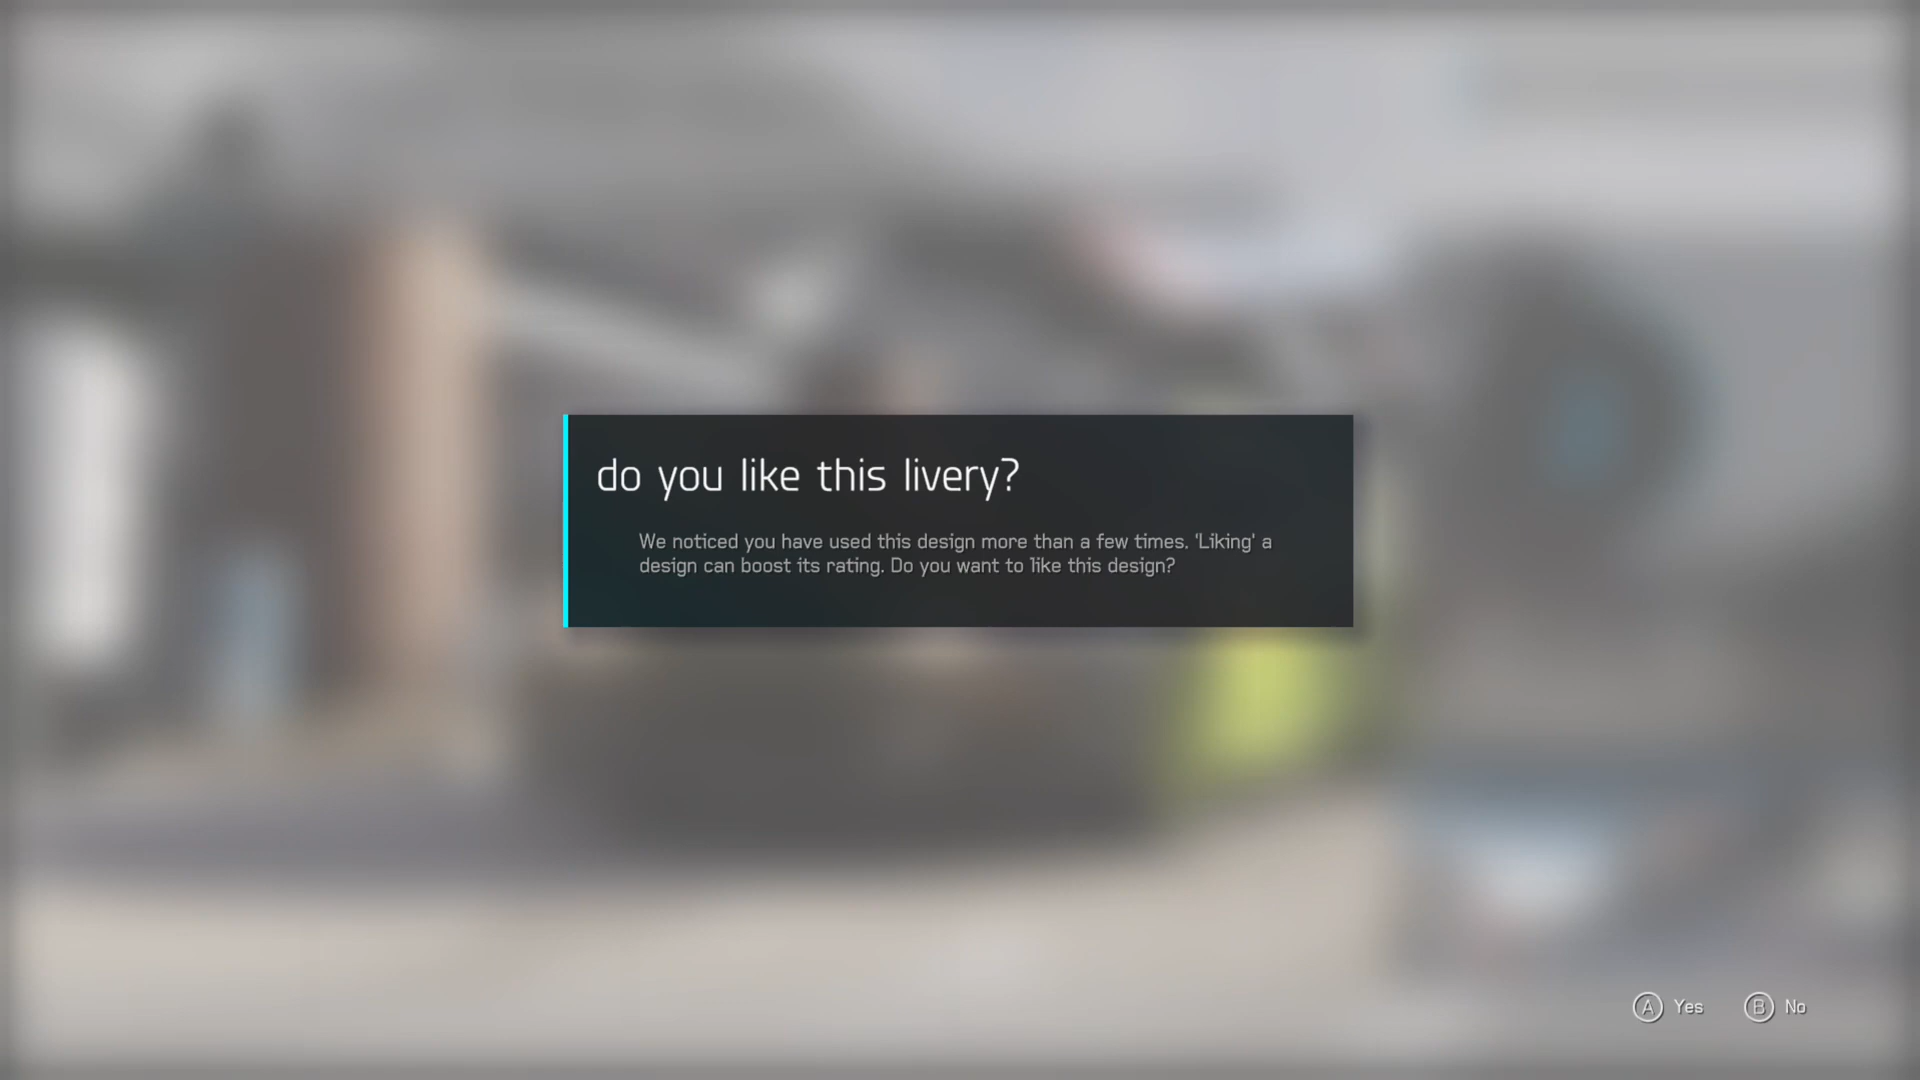 do you like this livery?
We noticed you have used this design more than a few times. 'Liking' a
design can boost its rating. Do you want to like this design?
A Yes B No